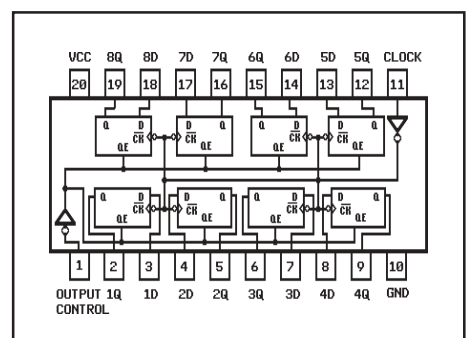 VCC 8Q 8D 7D 7Q 6Q 6D 5D 5Q CLOCK
20 19 18 17 16 15 14 13 12 11
Q D D Q Q D D Q
CK CK CK CK
QE QE QE QE
Q D Q D Q D Q D
CK CK CK CK
QE QE QE QE
1 2 3 4 5 6 7 8 9 10
OUTPUT 1Q 1D 2D 2Q 3Q 3D 4D 4Q GND
CONTROL